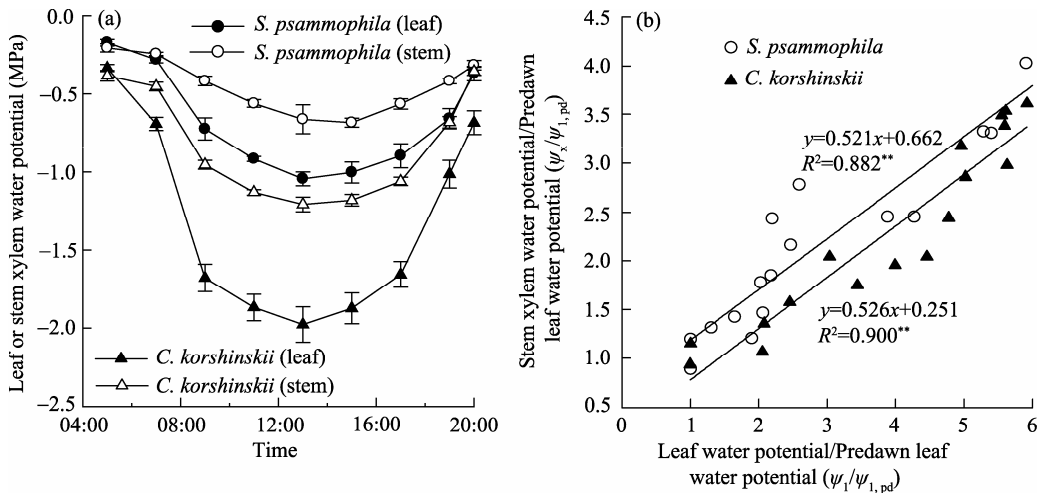 (a)
S. psammophila (leaf)
S. psammophila (stem)
C. korshinskii (leaf)
C. korshinskii (stem)
Leaf or stem xylem water potential (MPa)
0.0
−0.5
−1.0
−1.5
−2.0
−2.5
04:00 08:00 12:00 16:00 20:00
Time
(b)
S. psammophila
C. korshinskii
y=0.521x+0.662
R²=0.882**
y=0.526x+0.251
R²=0.900**
Stem xylem water potential/Predawn
leaf water potential (ψx/ψ1, pd)
4.5
4.0
3.5
3.0
2.5
2.0
1.5
1.0
0.5
0 1 2 3 4 5 6
Leaf water potential/Predawn leaf
water potential (ψ1/ψ1, pd)